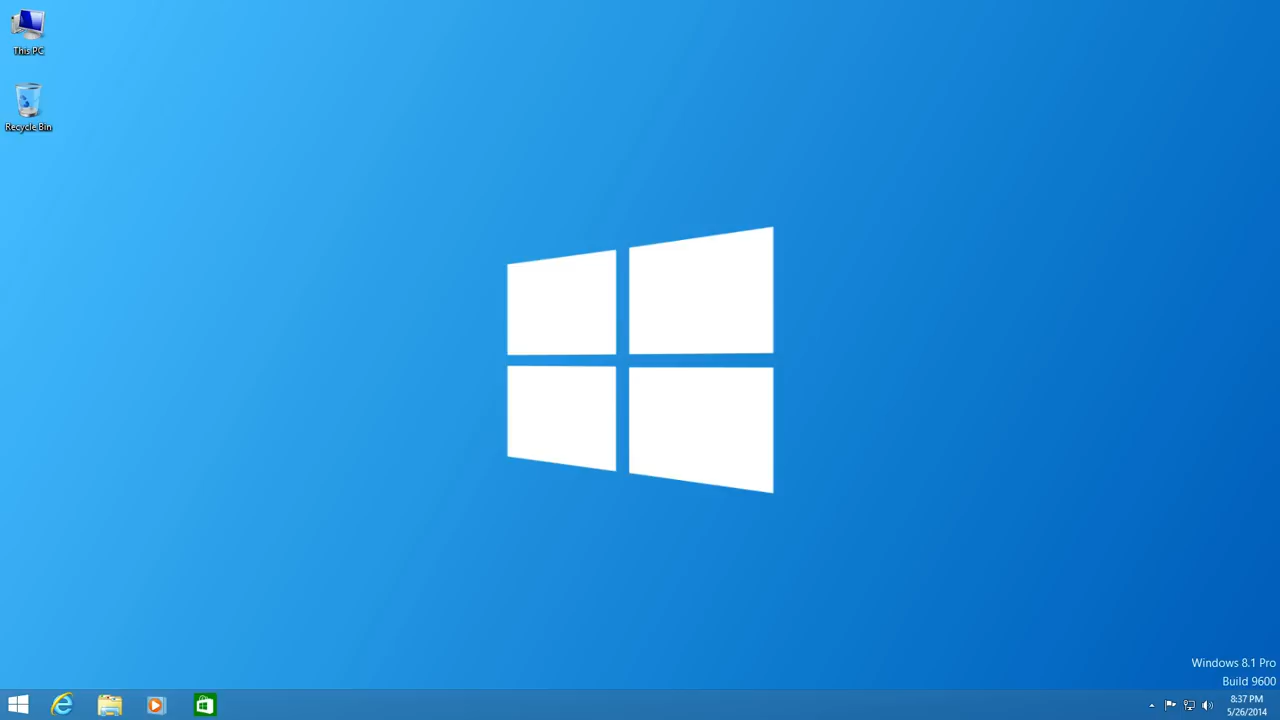 This PC
Recycle Bin
Windows 8.1 Pro
Build 9600
8:37 PM
5/26/2014